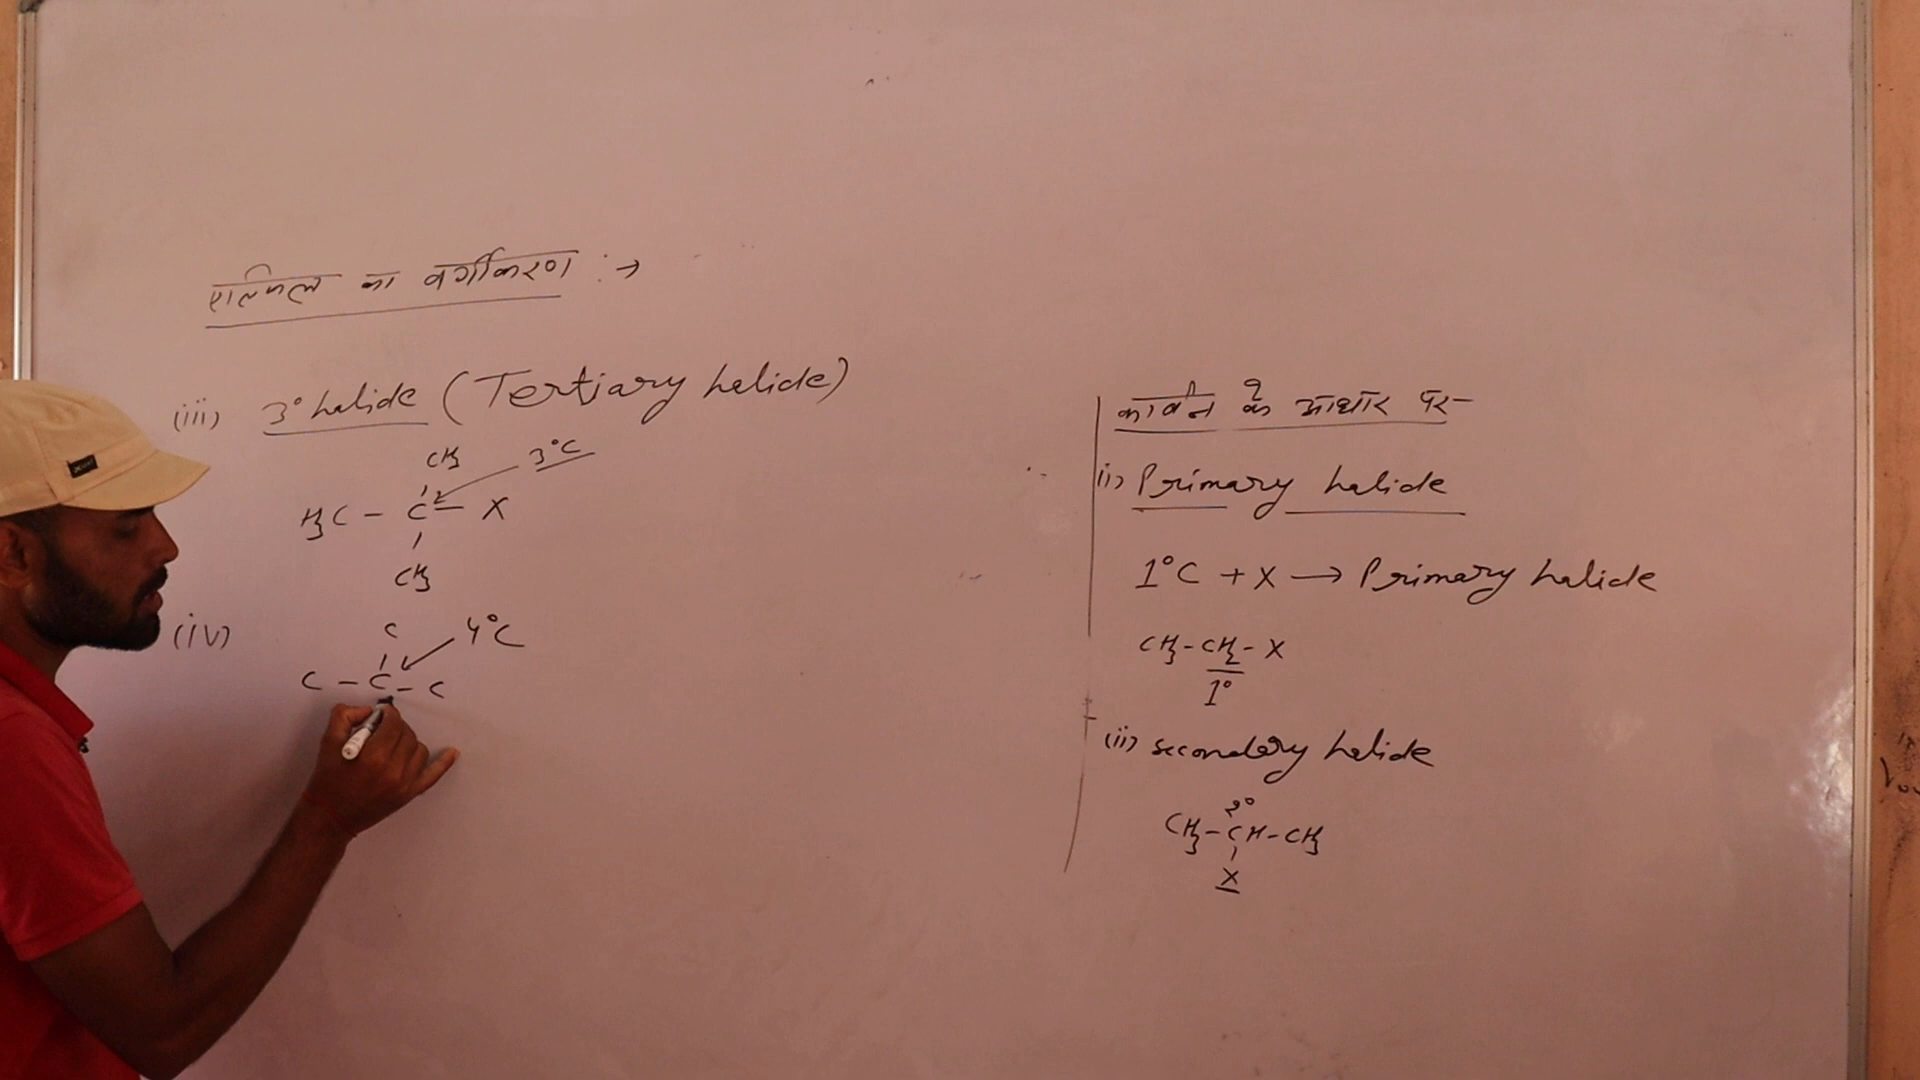 एल्किल का वर्गीकरण :→
(iii) 3° halide (Tertiary halide)
CH3
3°C
H3C - C - X
CH3
(iv)
C
4°C
C - C - C
कार्बन के आधार पर-
(i) Primary halide
1°C + X → Primary halide
CH3-CH2-X
1°
(ii) secondary halide
2°
CH3-CH-CH3
X